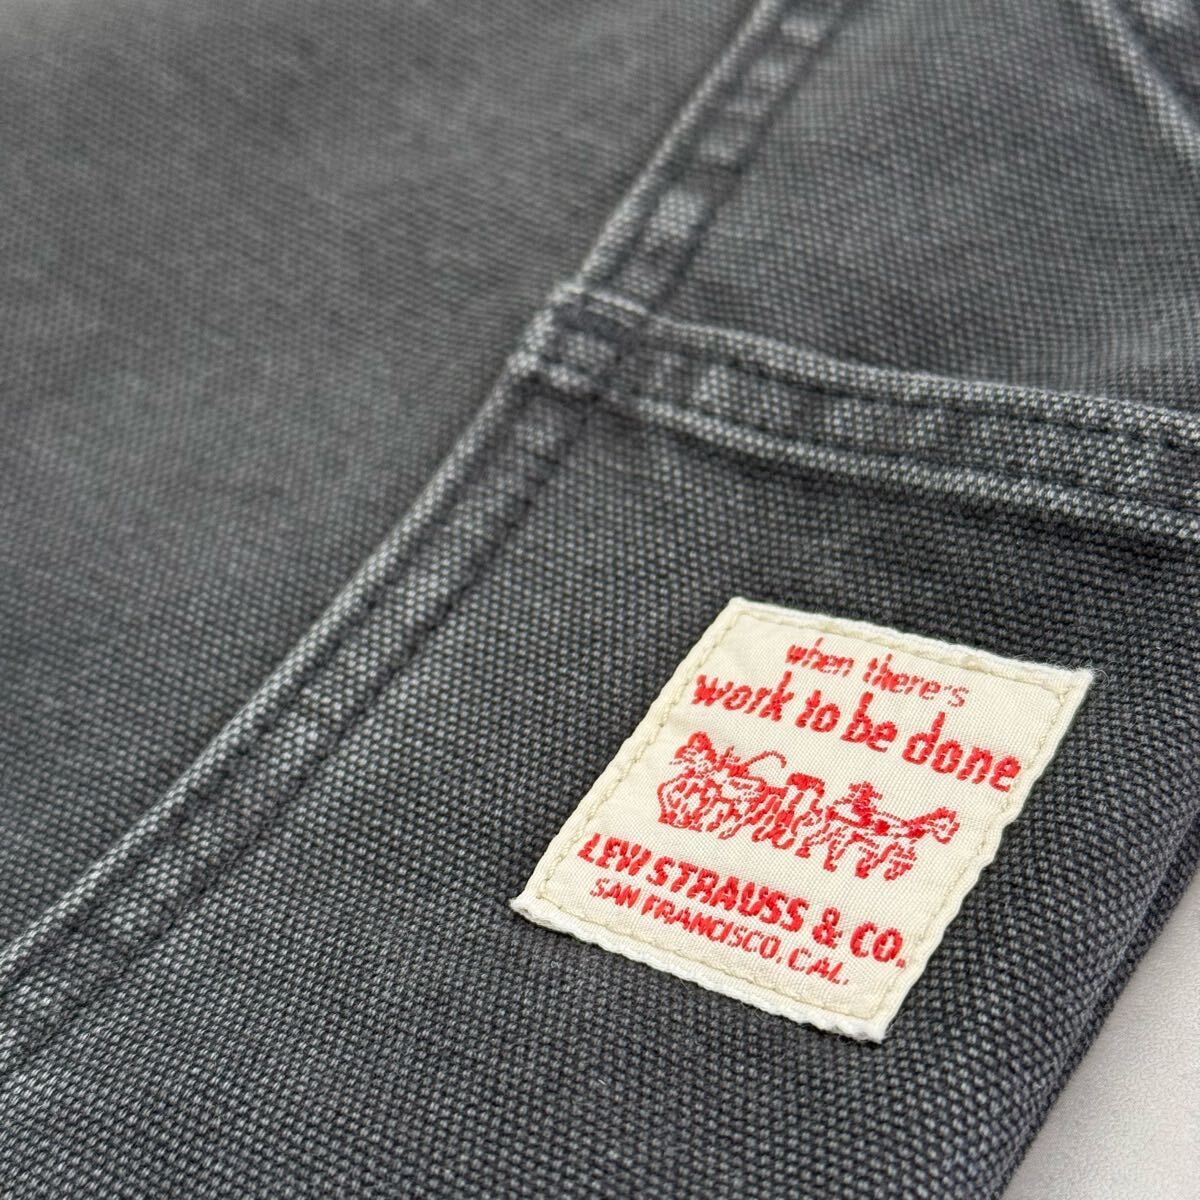 when there's
work to be done
LEVI STRAUSS & CO.
SAN FRANCISCO, CAL.